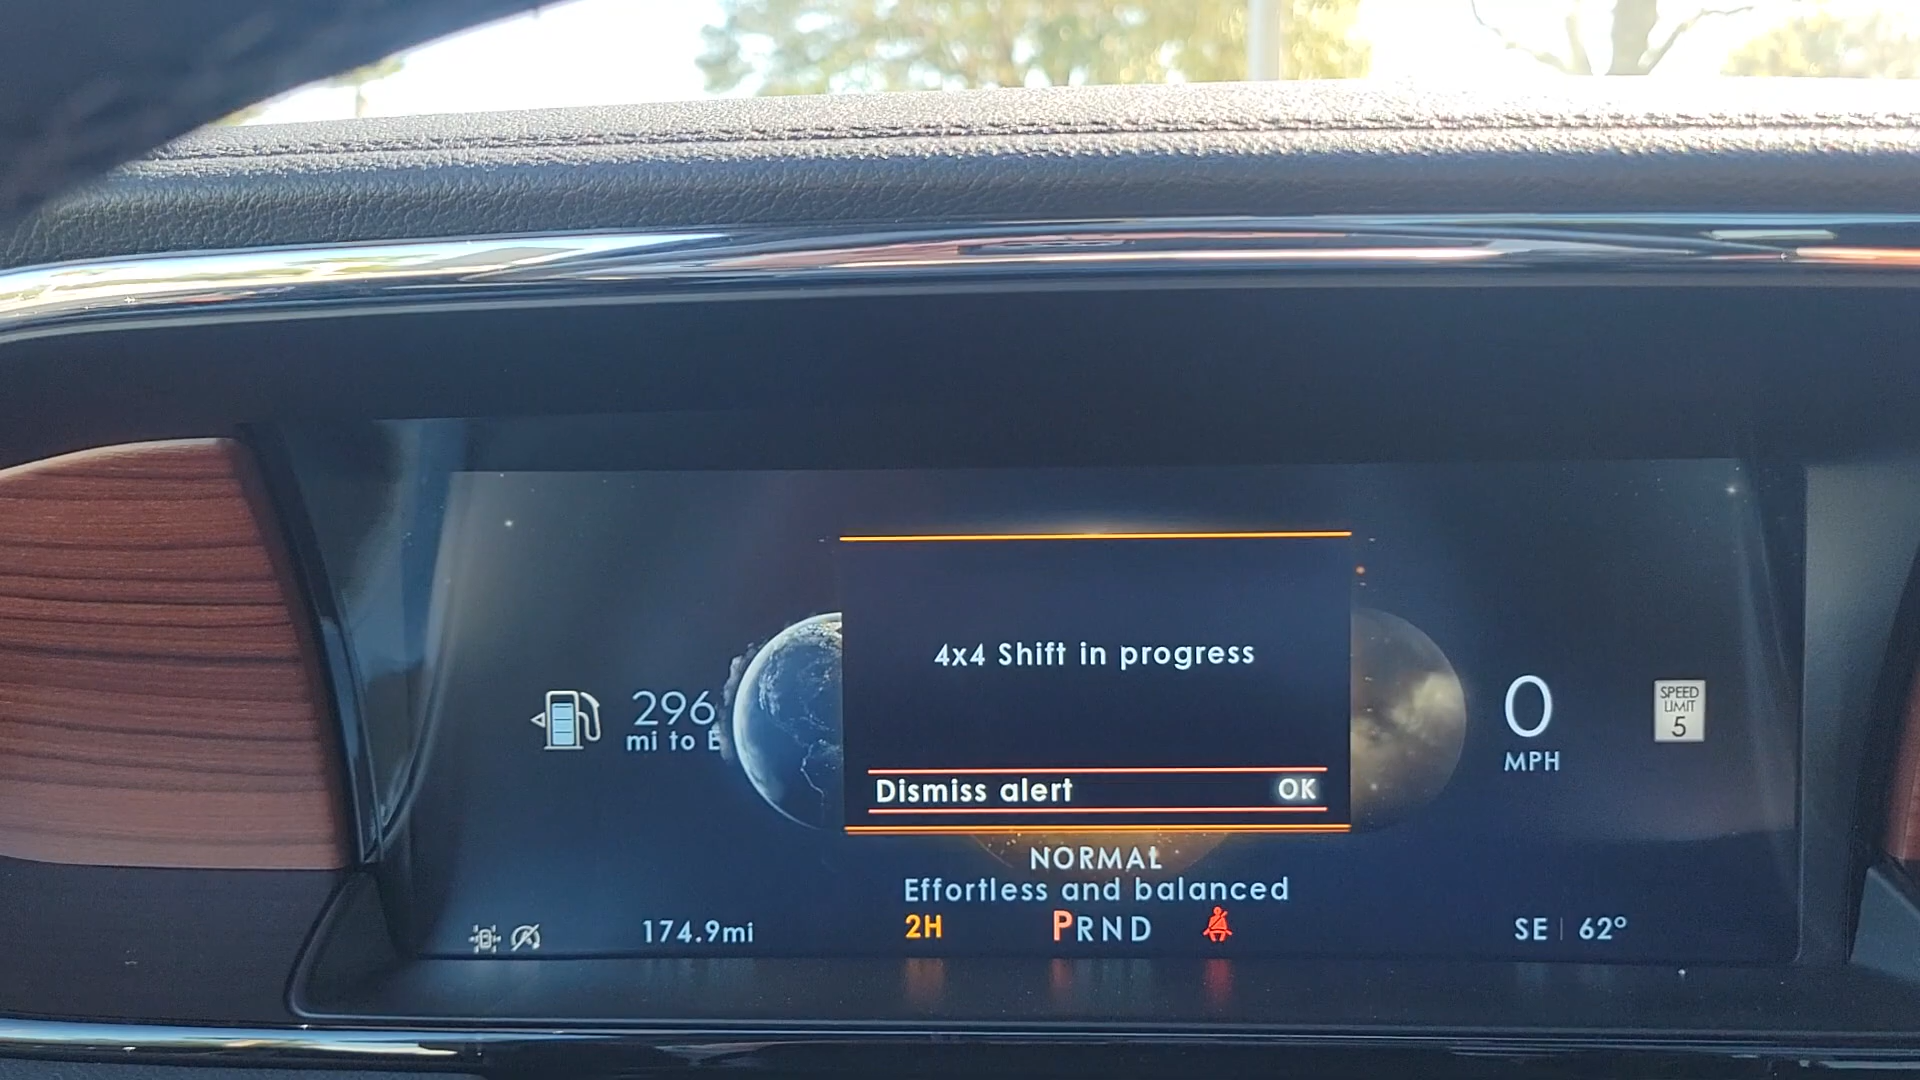 4x4 Shift in progress
296
mi to E
0
MPH
SPEED
LIMIT
5
Dismiss alert OK
NORMAL
Effortless and balanced
174.9mi
2H
PRND
SE 62°